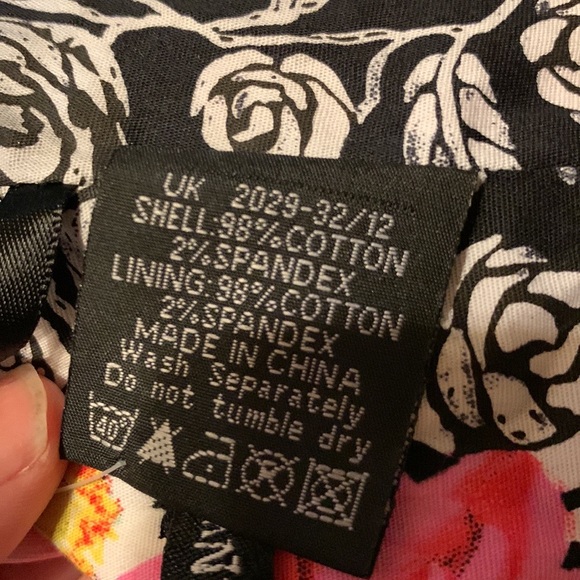 UK 2029-32/12
SHELL:98%COTTON
2%SPANDEX
LINING:98%COTTON
2%SPANDEX
MADE IN CHINA
Wash Separately
Do not tumble dry
40